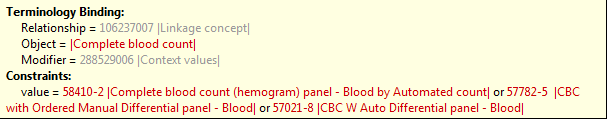 Terminology Binding:
Relationship = 106237007 |Linkage concept|
Object = |Complete blood count|
Modifier = 288529006 |Context values|
Constraints:
value = 58410-2 |Complete blood count (hemogram) panel - Blood by Automated count| or 57782-5 |CBC
with Ordered Manual Differential panel - Blood| or 57021-8 |CBC W Auto Differential panel - Blood|